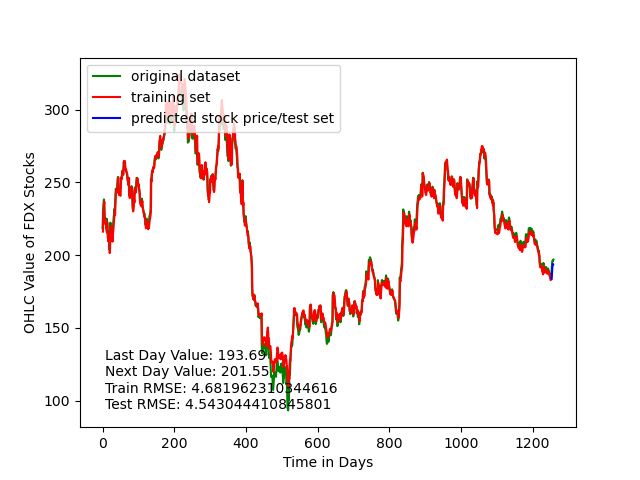 original dataset
training set
predicted stock price/test set
OHLC Value of FDX Stocks
300
250
200
150
100
Last Day Value: 193.69
Next Day Value: 201.55
Train RMSE: 4.681962310344616
Test RMSE: 4.543044410845801
0 200 400 600 800 1000 1200
Time in Days